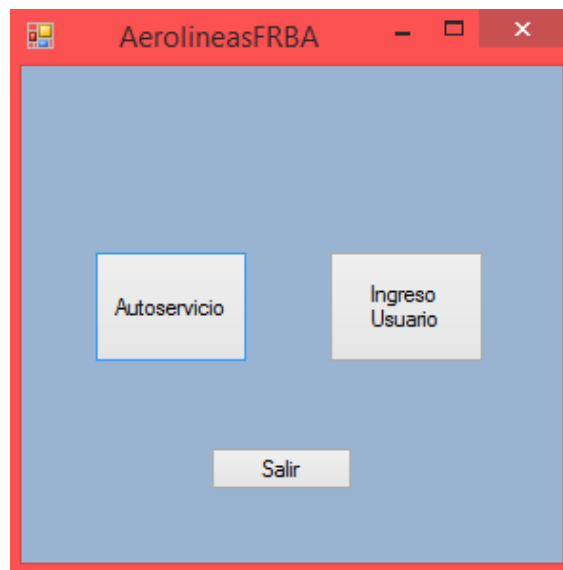 AerolineasFRBA
Autoservicio
Ingreso
Usuario
Salir